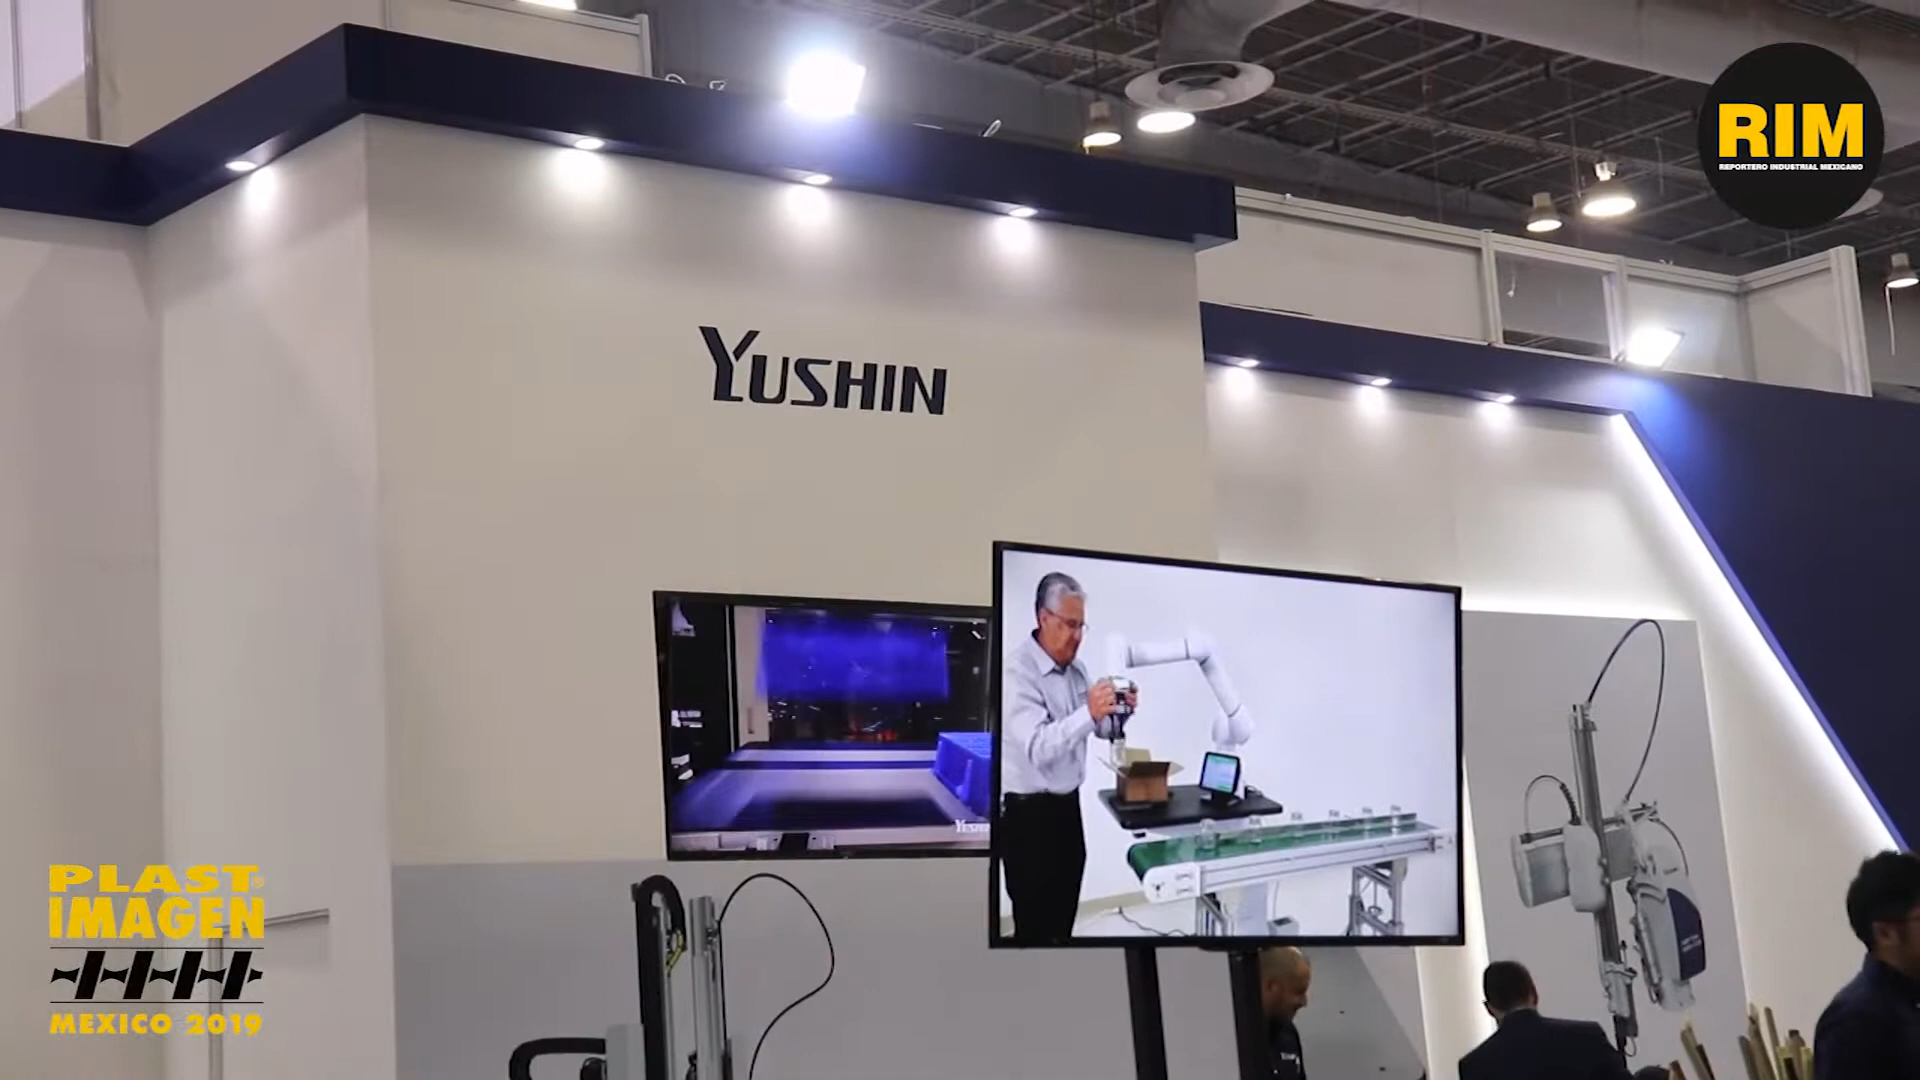 RIM
REPORTERO INDUSTRIAL MEXICANO
YUSHIN
YUSHIN
PLAST
IMAGEN
MEXICO 2019